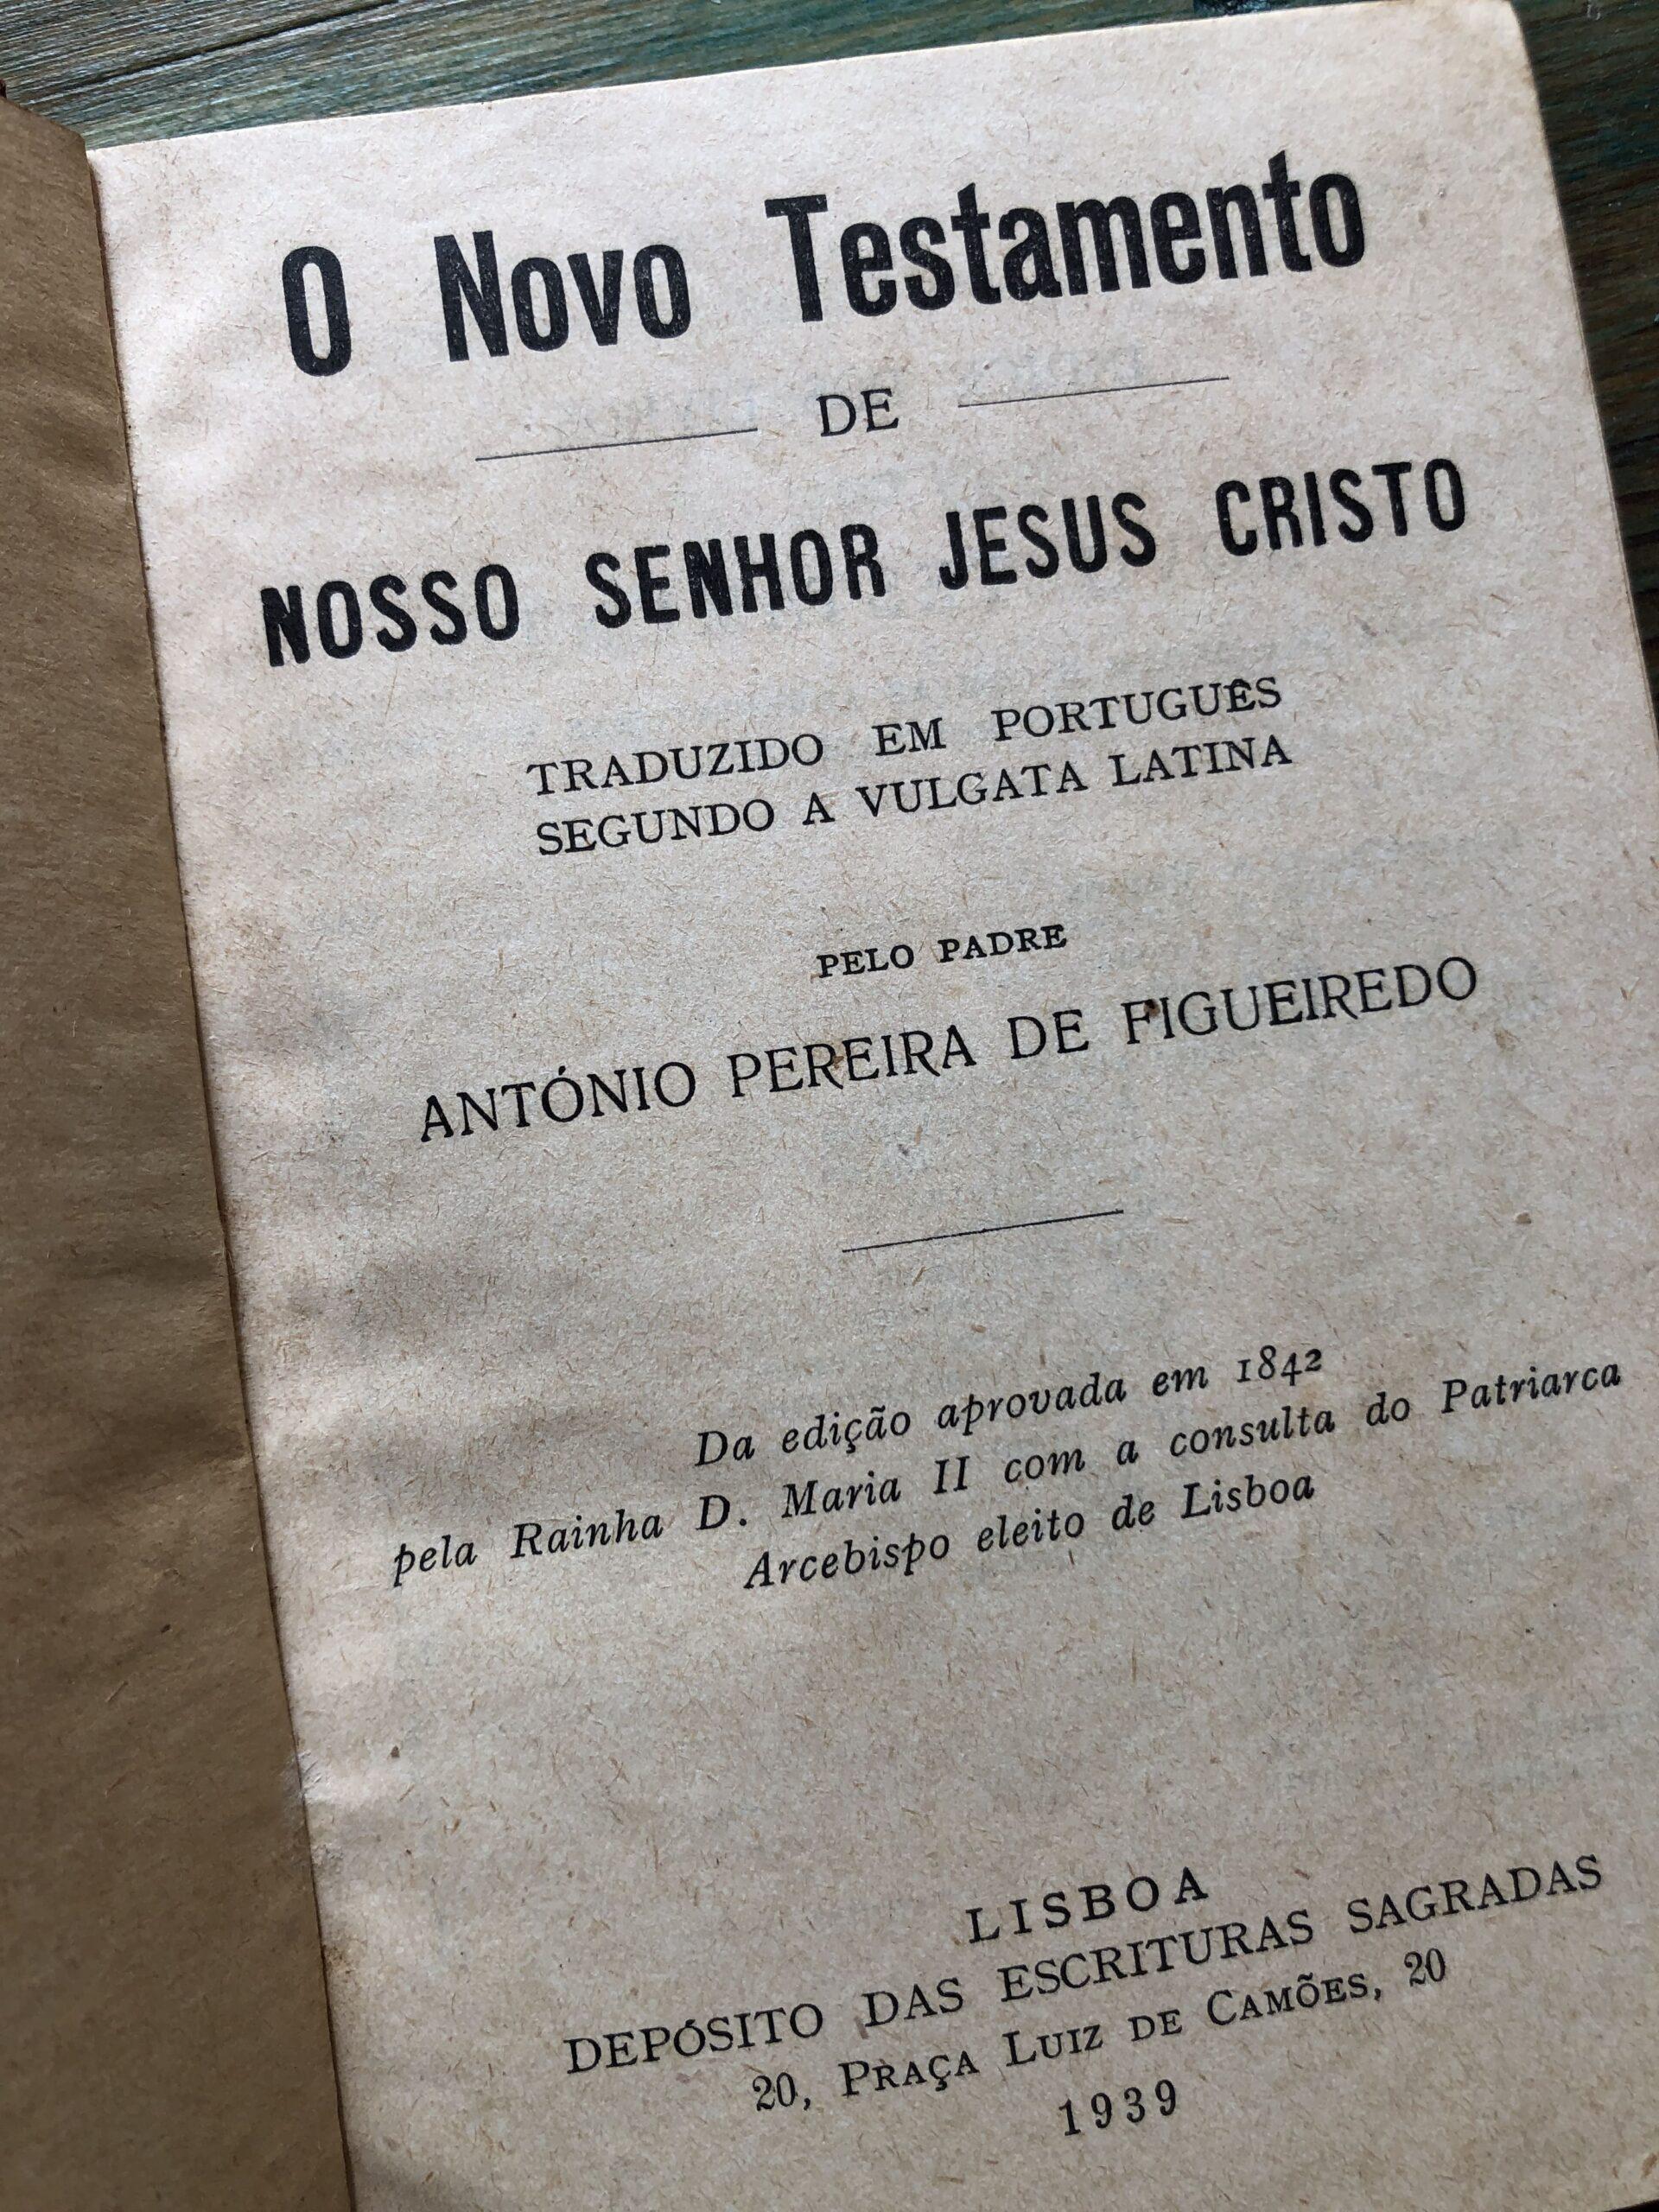 O Novo Testamento
DE
NOSSO SENHOR JESUS CRISTO
TRADUZIDO EM PORTUGUÊS
SEGUNDO A VULGATA LATINA
PELO PADRE
ANTÓNIO PEREIRA DE FIGUEIREDO
Da edição aprovada em 1842
pela Rainha D. Maria II com a consulta do Patriarca
Arcebispo eleito de Lisboa
LISBOA
DEPÓSITO DAS ESCRITURAS SAGRADAS
20, PRAÇA LUIZ DE CAMÕES, 20
1939